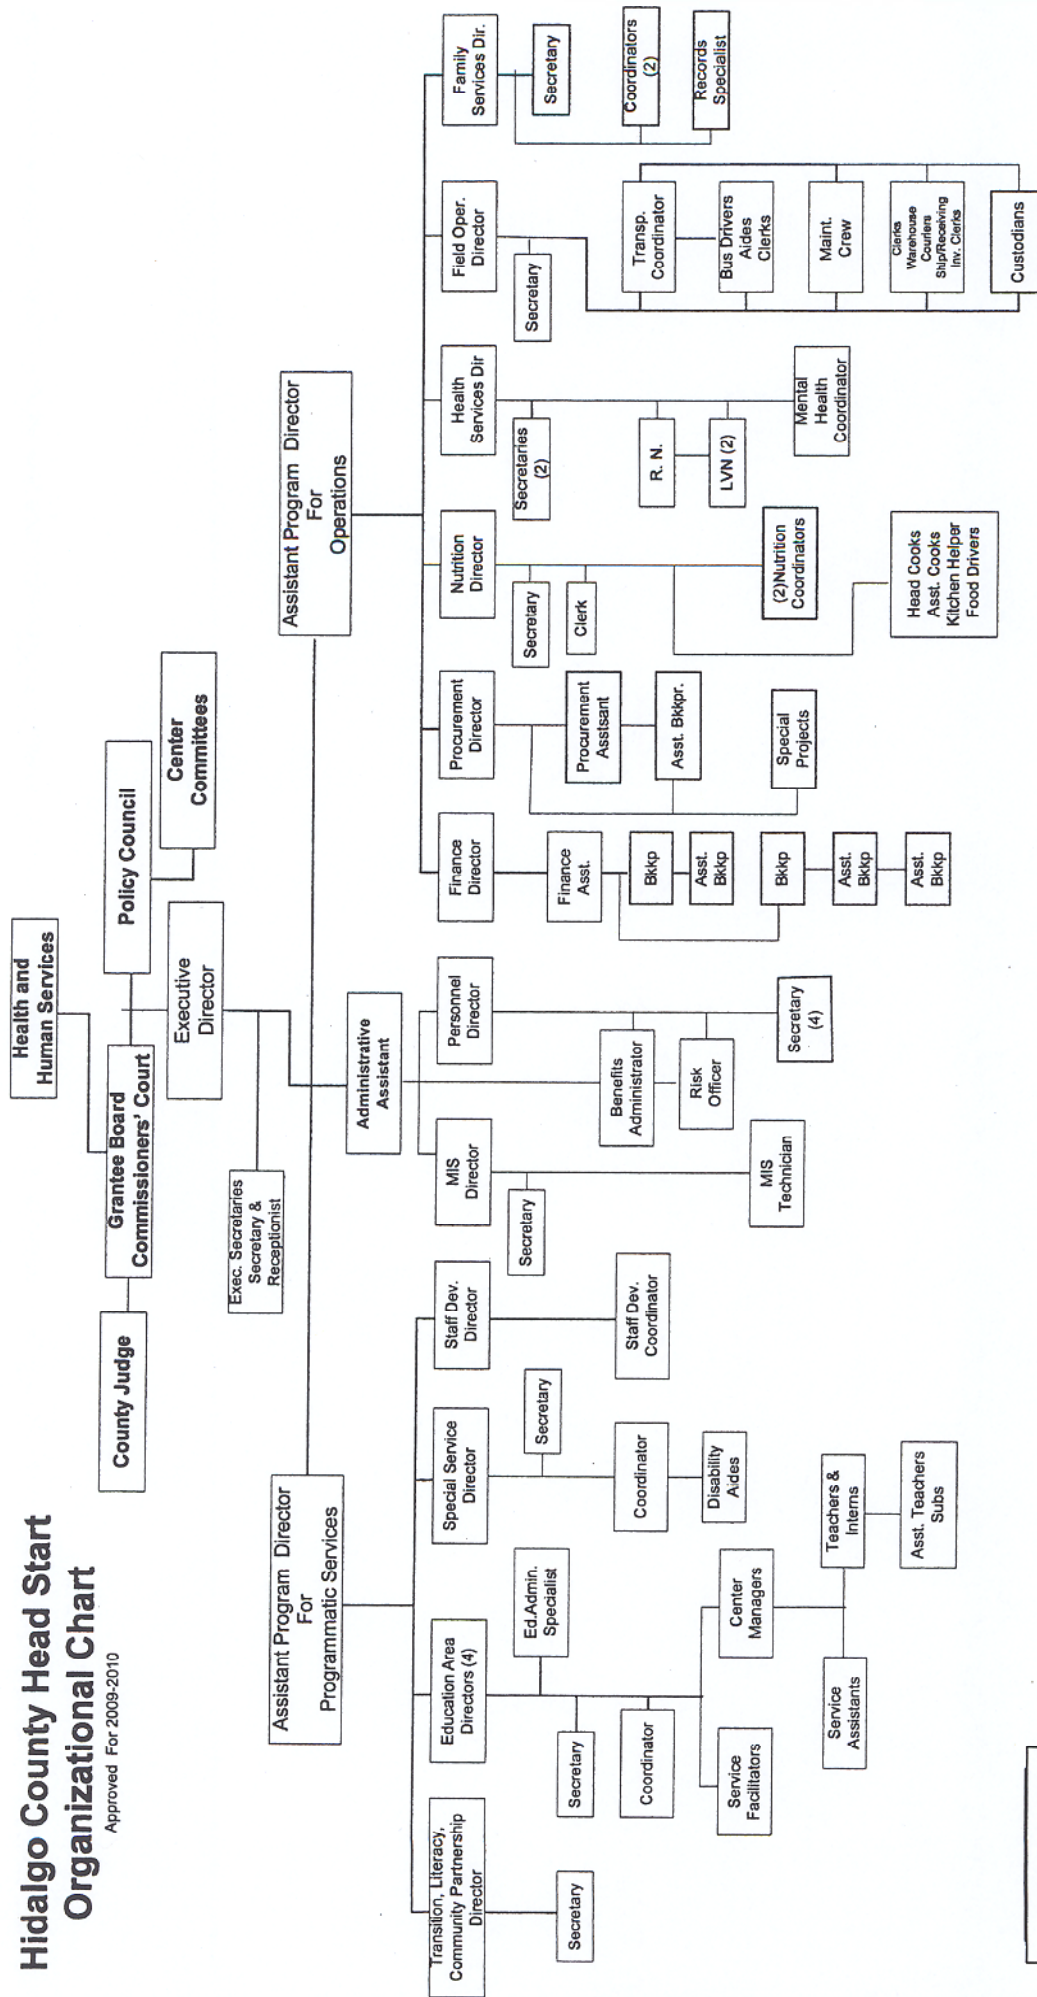 Hidalgo County Head Start
Organizational Chart
Approved For 2009-2010
Health and
Human Services
County Judge
Grantee Board
Commissioners' Court
Policy Council
Center
Committees
Executive
Director
Exec. Secretaries
Secretary &
Receptionist
Assistant Program Director
For
Programmatic Services
Administrative
Assistant
Assistant Program Director
For
Operations
Transition, Literacy,
Community Partnership
Director
Secretary
Education Area
Directors (4)
Ed.Admin.
Specialist
Secretary
Coordinator
Service
Facilitators
Center
Managers
Service
Assistants
Teachers &
Interns
Asst. Teachers
Subs
Special Service
Director
Secretary
Coordinator
Disability
Aides
Staff Dev.
Director
Staff Dev.
Coordinator
MIS
Director
Secretary
MIS
Technician
Personnel
Director
Benefits
Administrator
Risk
Officer
Secretary
(4)
Finance
Director
Finance
Asst.
Bkkp
Asst.
Bkkp
Bkkp
Asst.
Bkkp
Asst.
Bkkp
Procurement
Director
Procurement
Asstsant
Asst. Bkkpr.
Special
Projects
Nutrition
Director
Secretary
Clerk
(2)Nutrition
Coordinators
Head Cooks
Asst. Cooks
Kitchen Helper
Food Drivers
Health
Services Dir
Secretaries
(2)
R. N.
LVN (2)
Mental
Health
Coordinator
Field Oper.
Director
Secretary
Transp.
Coordinator
Bus Drivers
Aides
Clerks
Maint.
Crew
Clerks
Warehouse
Couriers
Ship/Receiving
Inv. Clerks
Custodians
Family
Services Dir.
Secretary
Coordinators
(2)
Records
Specialist